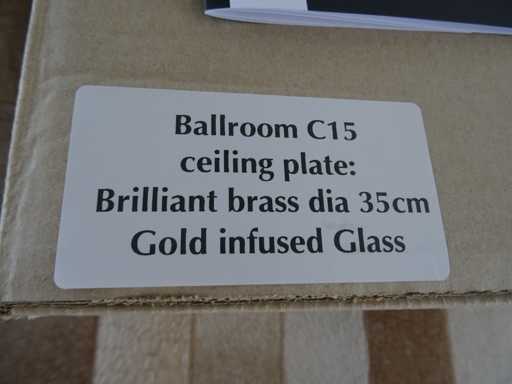 Ballroom C15
ceiling plate:
Brilliant brass dia 35cm
Gold infused Glass